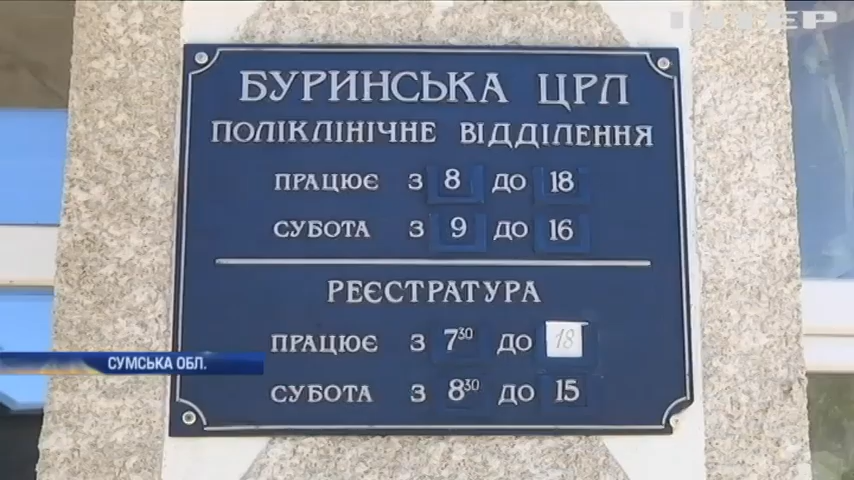 ІНТЕР
БУРИНСЬКА ЦРЛ
ПОЛІКЛІНІЧНЕ ВІДДІЛЕННЯ
ПРАЦЮЄ З 8 ДО 18
СУБОТА З 9 ДО 16
РЕЄСТРАТУРА
ПРАЦЮЄ З 7³⁰ ДО 18
СУБОТА З 8³⁰ ДО 15
СУМСЬКА ОБЛ.